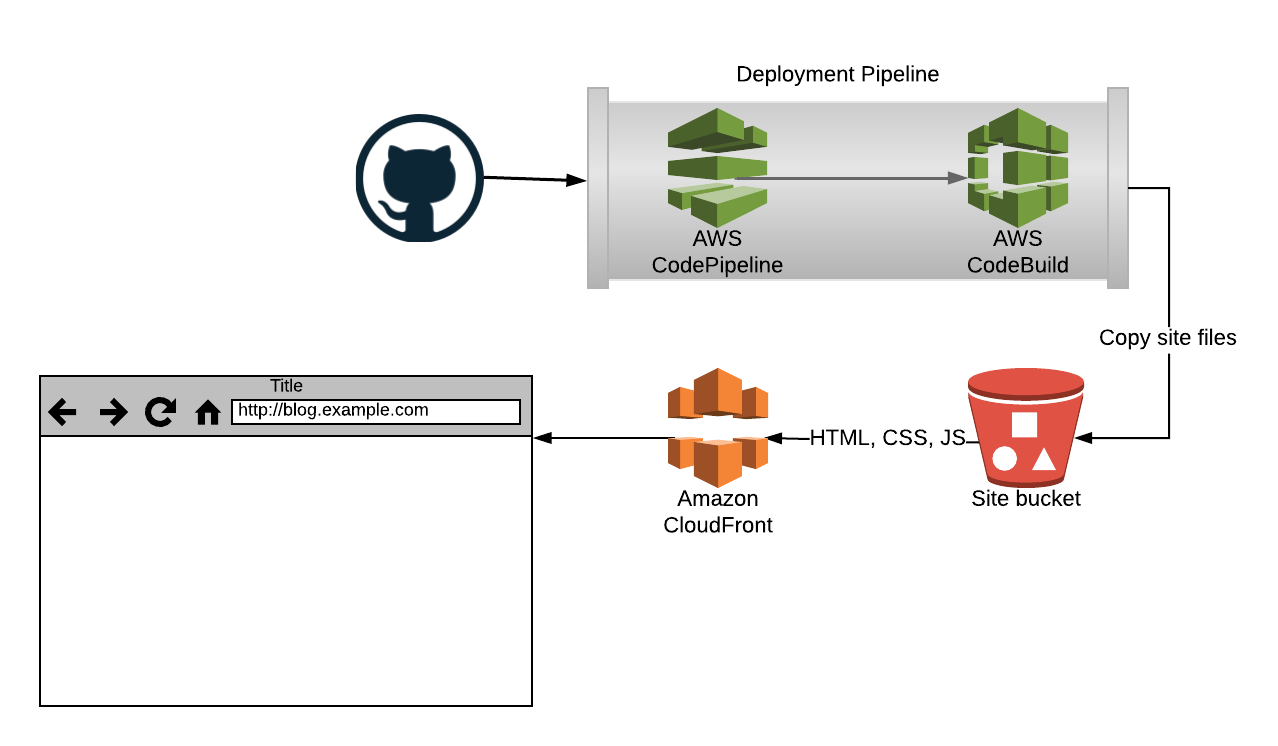 Deployment Pipeline
AWS
CodePipeline
AWS
CodeBuild
Copy site files
Title
http://blog.example.com
HTML, CSS, JS
Amazon
CloudFront
Site bucket